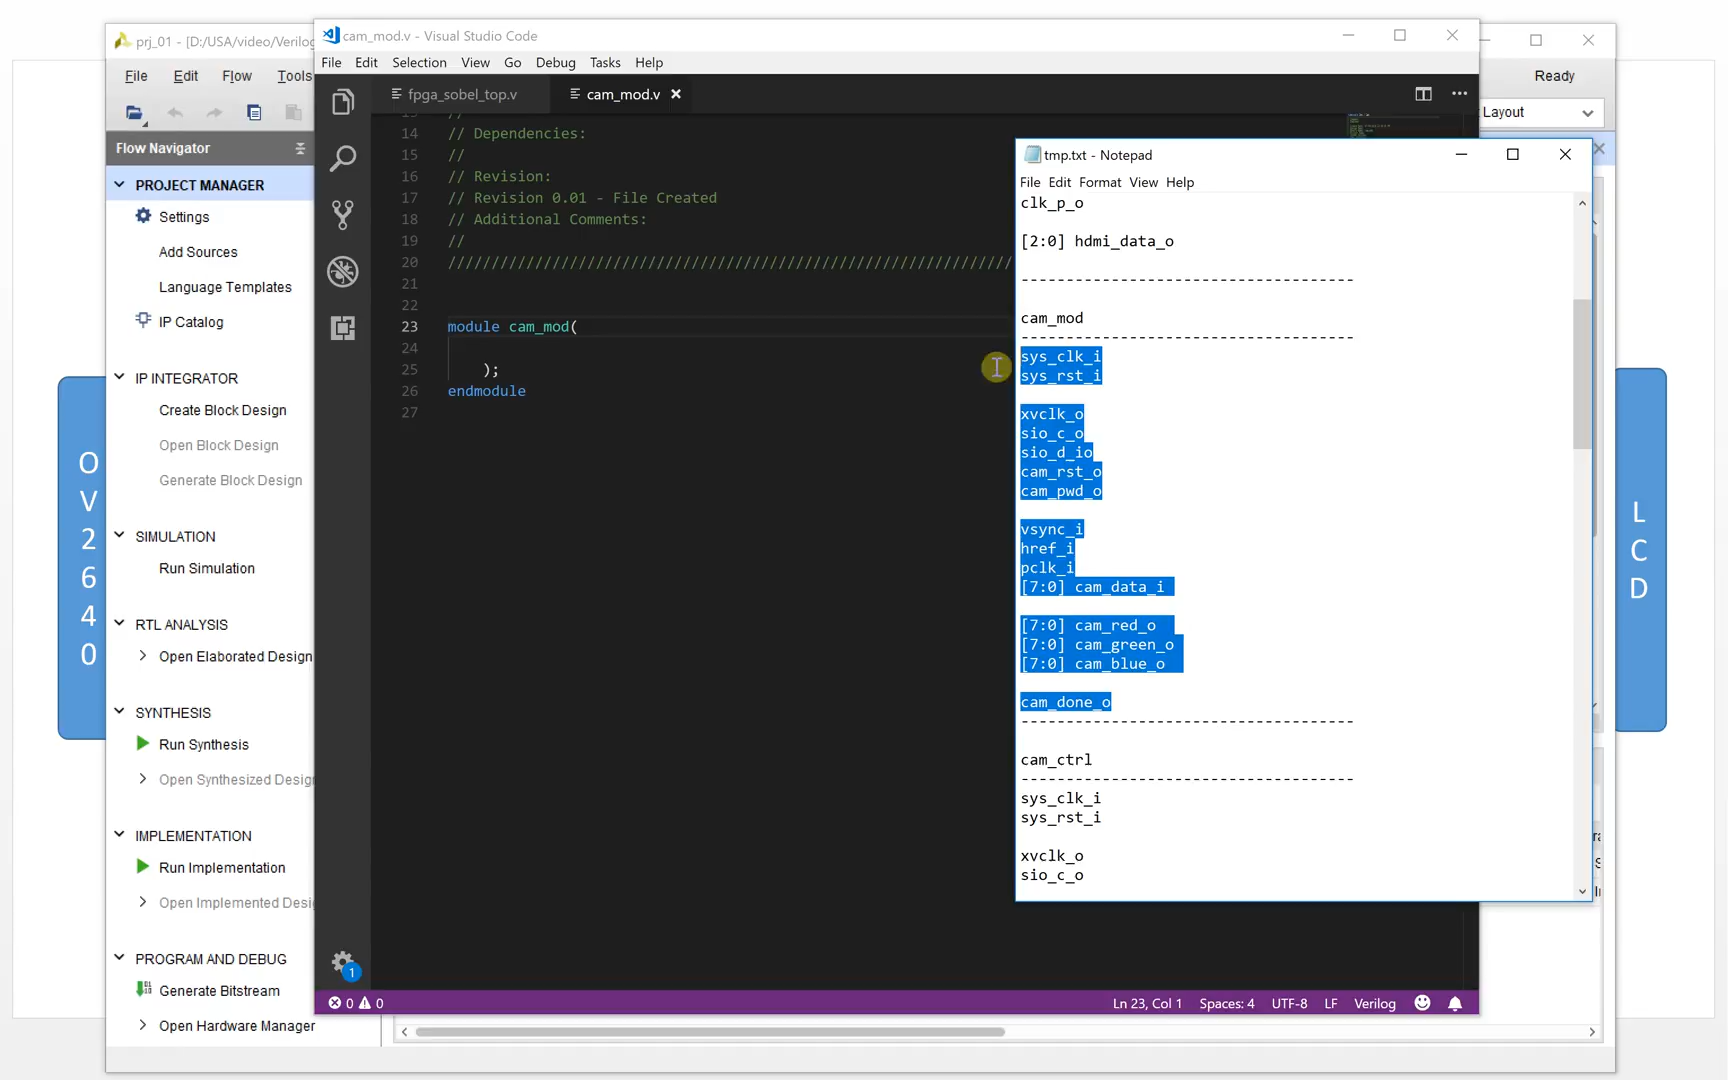 prj_01 - [D:/USA/video/Verilog
File Edit Flow Tools
Ready
Layout
Flow Navigator
PROJECT MANAGER
Settings
Add Sources
Language Templates
IP Catalog
IP INTEGRATOR
Create Block Design
Open Block Design
Generate Block Design
SIMULATION
Run Simulation
RTL ANALYSIS
Open Elaborated Design
SYNTHESIS
Run Synthesis
Open Synthesized Design
IMPLEMENTATION
Run Implementation
Open Implemented Desi
PROGRAM AND DEBUG
Generate Bitstream
Open Hardware Manager
O
V
2
6
4
0
cam_mod.v - Visual Studio Code
File Edit Selection View Go Debug Tasks Help
fpga_sobel_top.v
cam_mod.v
14 // Dependencies:
15 //
16 // Revision:
17 // Revision 0.01 - File Created
18 // Additional Comments:
19 //
20 /////////////////////////////////////////////////////////////////
21
22
23 module cam_mod(
24
25 );
26 endmodule
27
1
0 0
Ln 23, Col 1 Spaces: 4 UTF-8 LF Verilog
tmp.txt - Notepad
File Edit Format View Help
clk_p_o
[2:0] hdmi_data_o
-------------------------------------
cam_mod
-------------------------------------
sys_clk_i
sys_rst_i
xvclk_o
sio_c_o
sio_d_io
cam_rst_o
cam_pwd_o
vsync_i
href_i
pclk_i
[7:0] cam_data_i
[7:0] cam_red_o
[7:0] cam_green_o
[7:0] cam_blue_o
cam_done_o
-------------------------------------
cam_ctrl
-------------------------------------
sys_clk_i
sys_rst_i
xvclk_o
sio_c_o
L
C
D